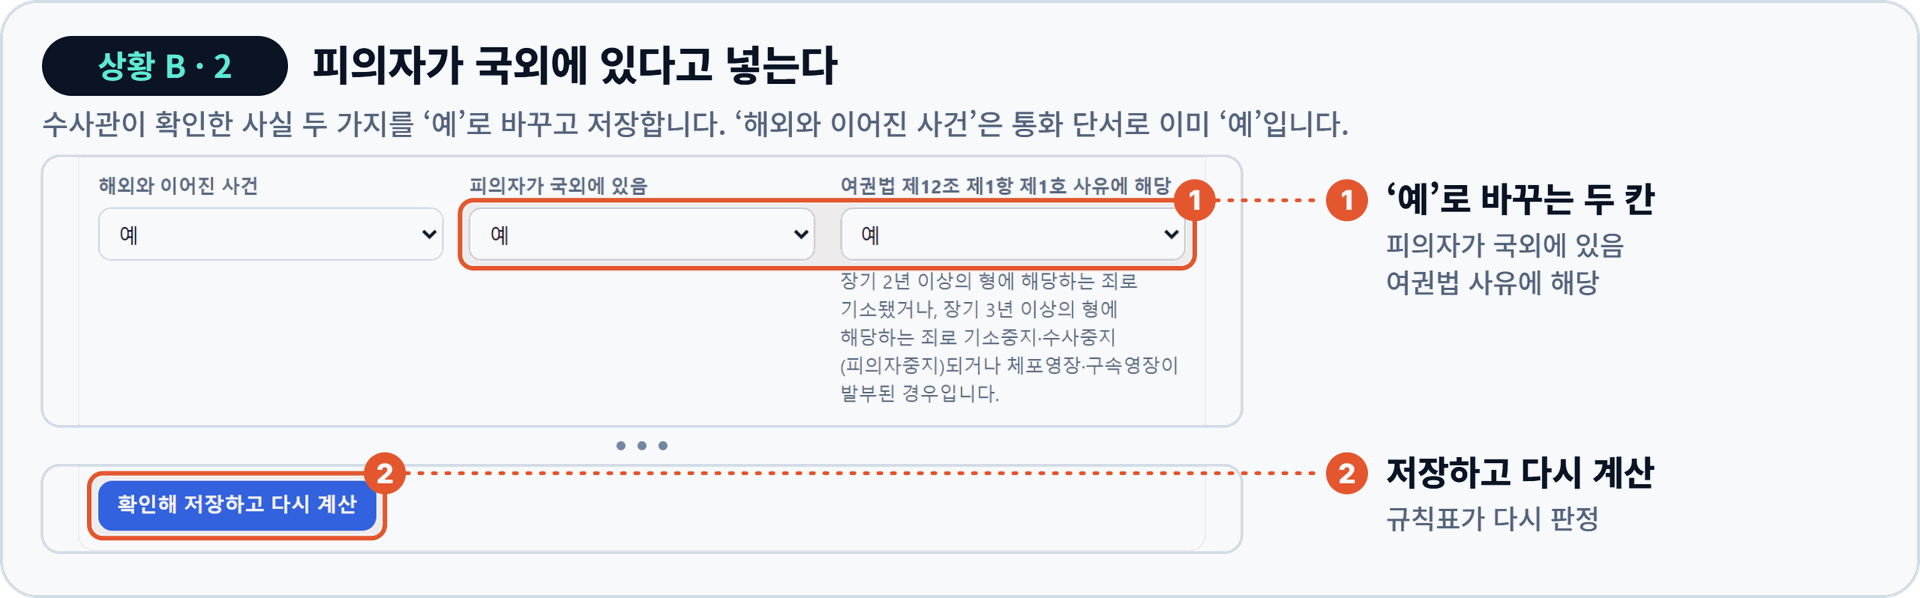 상황 B · 2
피의자가 국외에 있다고 넣는다
수사관이 확인한 사실 두 가지를 ‘예’로 바꾸고 저장합니다. ‘해외와 이어진 사건’은 통화 단서로 이미 ‘예’입니다.
해외와 이어진 사건
예
피의자가 국외에 있음
예
여권법 제12조 제1항 제1호 사유에 해당
예
장기 2년 이상의 형에 해당하는 죄로
기소됐거나, 장기 3년 이상의 형에
해당하는 죄로 기소중지·수사중지
(피의자중지)되거나 체포영장·구속영장이
발부된 경우입니다.
1
1
‘예’로 바꾸는 두 칸
피의자가 국외에 있음
여권법 사유에 해당
확인해 저장하고 다시 계산
2
2
저장하고 다시 계산
규칙표가 다시 판정